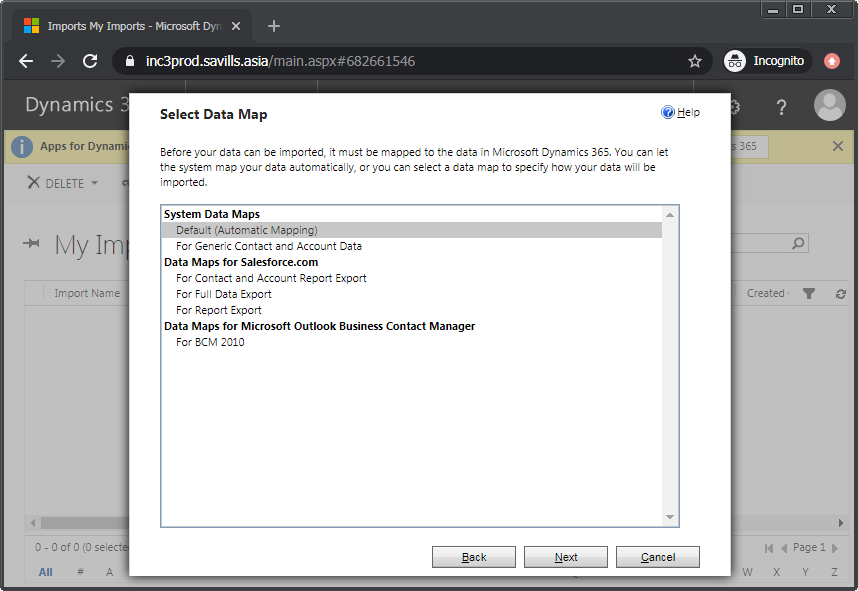 Imports My Imports - Microsoft Dyn
inc3prod.savills.asia/main.aspx#682661546
Incognito
Dynamics 3
Select Data Map
Help
?
Apps for Dynami
s 365
Before your data can be imported, it must be mapped to the data in Microsoft Dynamics 365. You can let
the system map your data automatically, or you can select a data map to specify how your data will be
imported.
DELETE
System Data Maps
Default (Automatic Mapping)
For Generic Contact and Account Data
Data Maps for Salesforce.com
For Contact and Account Report Export
For Full Data Export
For Report Export
Data Maps for Microsoft Outlook Business Contact Manager
For BCM 2010
My Imp
Import Name
Created
0 - 0 of 0 (0 selecte
Page 1
Back
Next
Cancel
All # A
W X Y Z